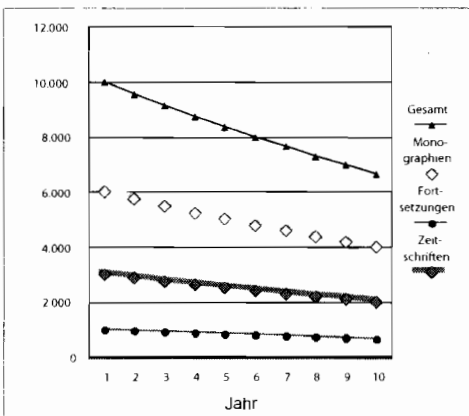 12.000
10.000
8.000
6.000
4.000
2 000
0
1 2 3 4 5 6 7 8 9 10
Jahr
Gesamt
Mono-
graphien
Fort-
setzungen
Zeit-
schriften